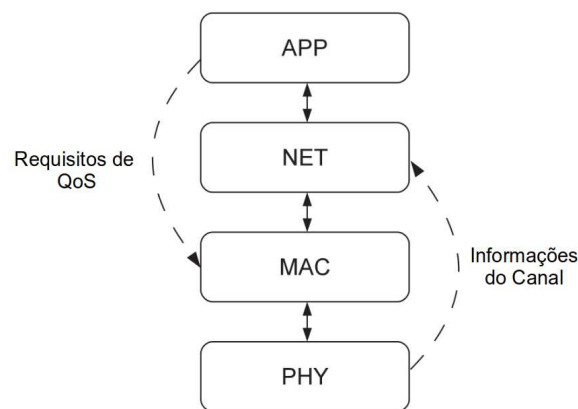 APP
Requisitos de
QoS
NET
MAC
Informações
do Canal
PHY